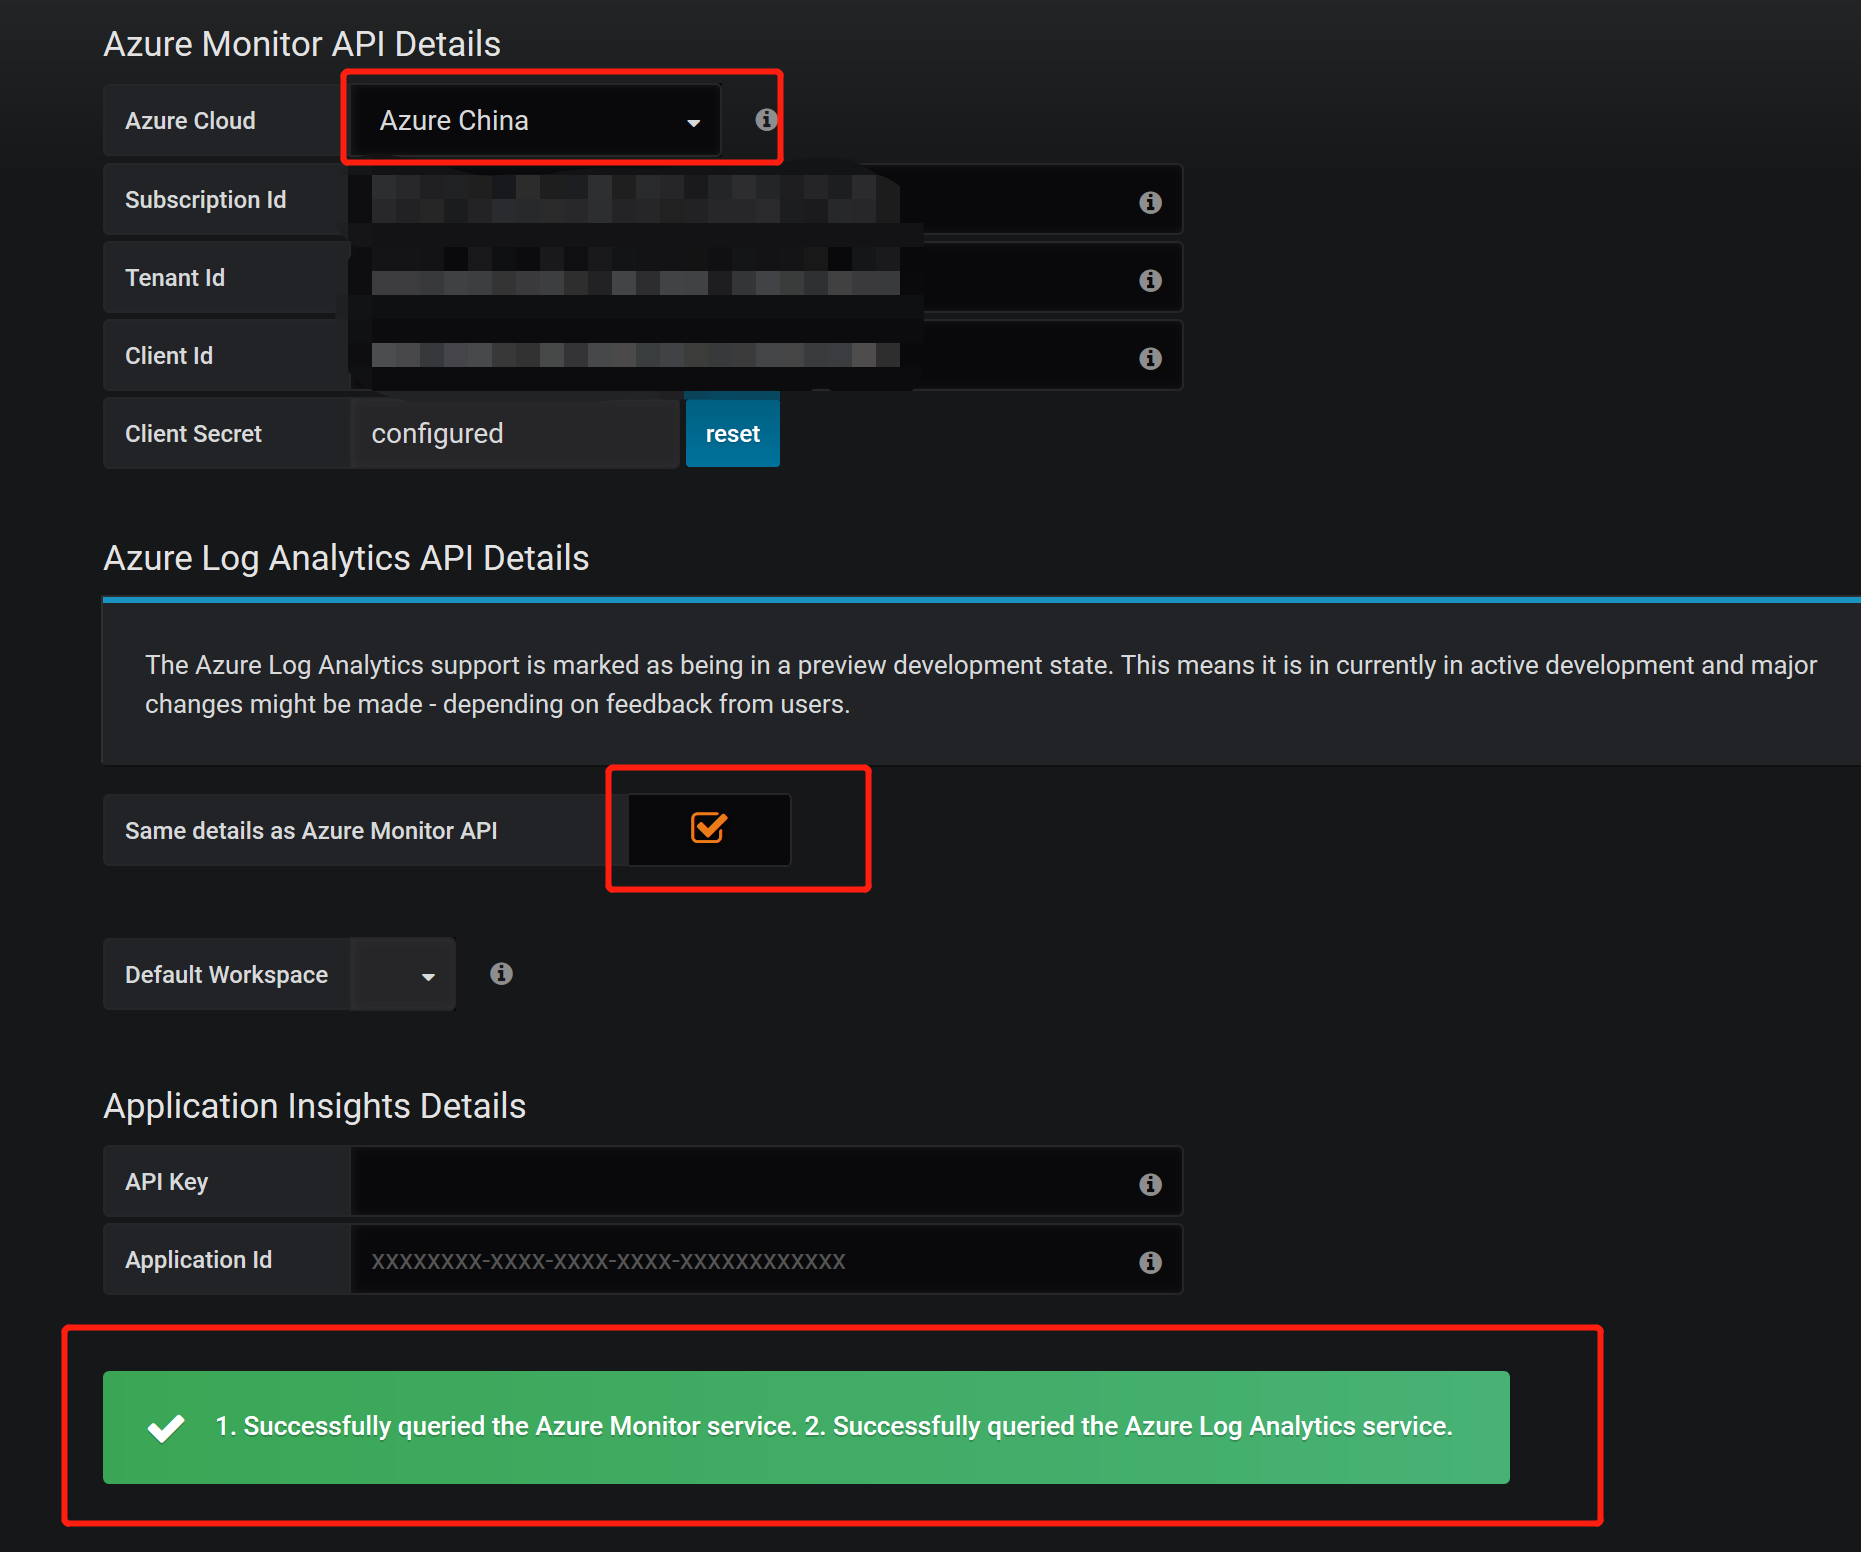 Azure Monitor API Details
Azure Cloud
Azure China
Subscription Id
Tenant Id
Client Id
Client Secret
configured
reset
Azure Log Analytics API Details
The Azure Log Analytics support is marked as being in a preview development state. This means it is in currently in active development and major
changes might be made - depending on feedback from users.
Same details as Azure Monitor API
Default Workspace
Application Insights Details
API Key
Application Id
xxxxxxxx-xxxx-xxxx-xxxx-xxxxxxxxxxxx
1. Successfully queried the Azure Monitor service. 2. Successfully queried the Azure Log Analytics service.